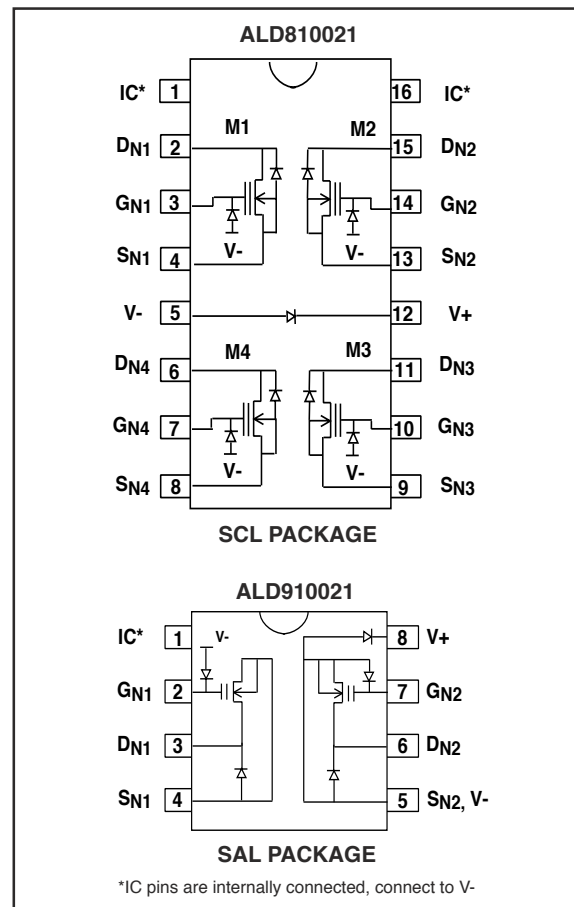 ALD810021
IC* 1 16 IC*
DN1 2 M1 M2 15 DN2
GN1 3 14 GN2
V- V-
SN1 4 13 SN2
V- 5 12 V+
DN4 6 M4 M3 11 DN3
GN4 7 10 GN3
V- V-
SN4 8 9 SN3
SCL PACKAGE
ALD910021
IC* 1 V- 8 V+
GN1 2 7 GN2
DN1 3 6 DN2
SN1 4 5 SN2, V-
SAL PACKAGE
*IC pins are internally connected, connect to V-